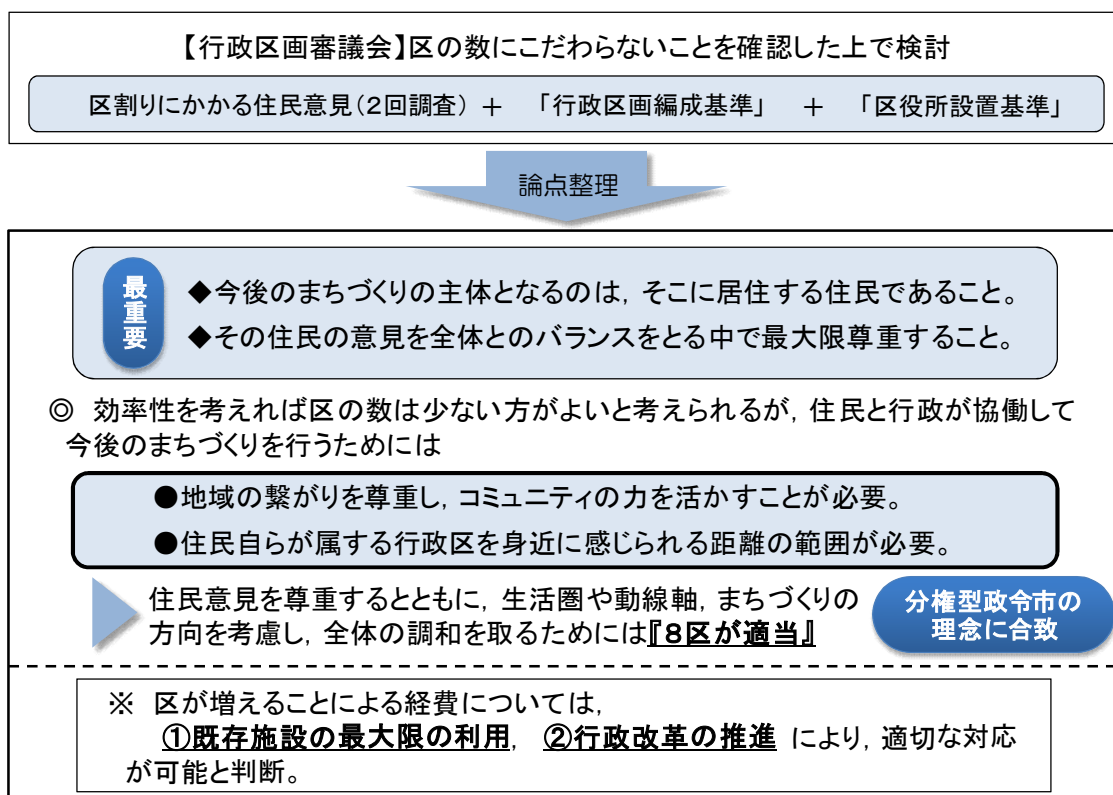 【行政区画審議会】区の数にこだわらないことを確認した上で検討
区割りにかかる住民意見(2回調査) + 「行政区画編成基準」 + 「区役所設置基準」
論点整理
最重要
◆今後のまちづくりの主体となるのは，そこに居住する住民であること。
◆その住民の意見を全体とのバランスをとる中で最大限尊重すること。
◎ 効率性を考えれば区の数は少ない方がよいと考えられるが，住民と行政が協働して
今後のまちづくりを行うためには
●地域の繋がりを尊重し，コミュニティの力を活かすことが必要。
●住民自らが属する行政区を身近に感じられる距離の範囲が必要。
住民意見を尊重するとともに，生活圏や動線軸，まちづくりの
方向を考慮し，全体の調和を取るためには『8区が適当』
分権型政令市の
理念に合致
※ 区が増えることによる経費については，
①既存施設の最大限の利用， ②行政改革の推進 により，適切な対応
が可能と判断。